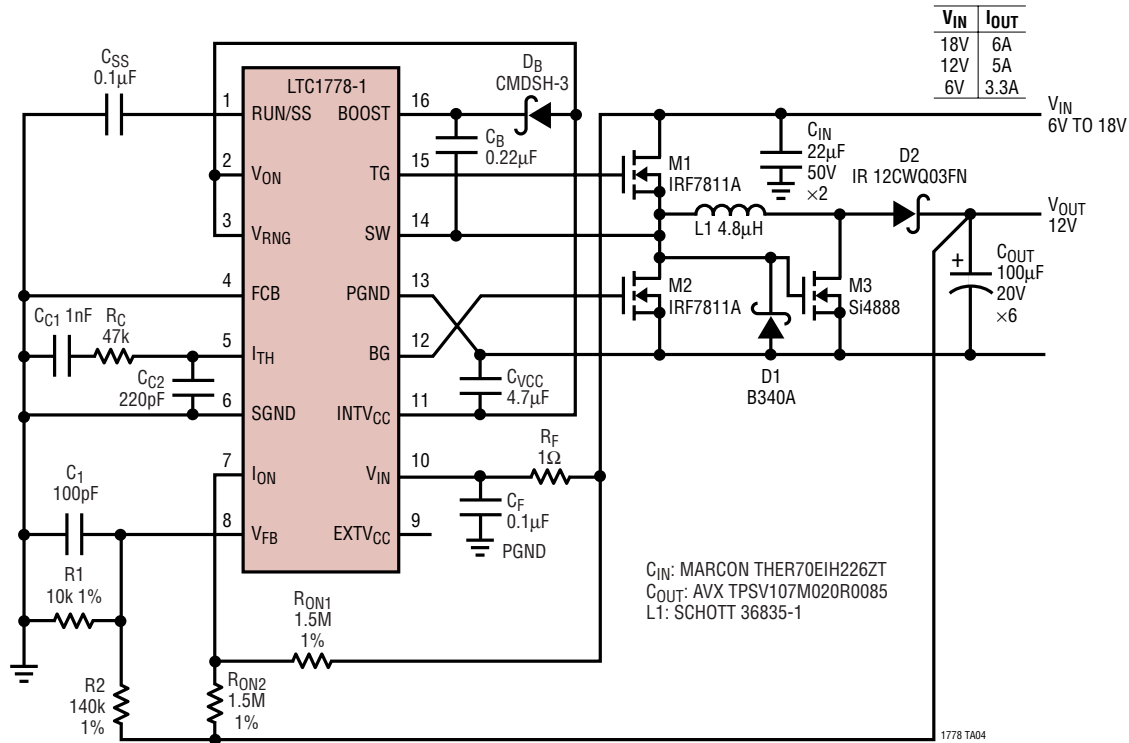 V_IN I_OUT
18V 6A
12V 5A
6V 3.3A
C_SS
0.1µF
D_B
CMDSH-3
LTC1778-1
1 RUN/SS BOOST 16
2 V_ON TG 15
3 V_RNG SW 14
4 FCB PGND 13
5 I_TH BG 12
6 SGND INTV_CC 11
7 I_ON V_IN 10
8 V_FB EXTV_CC 9
C_B
0.22µF
M1
IRF7811A
C_IN
22µF
50V
×2
V_IN
6V TO 18V
D2
IR 12CWQ03FN
L1 4.8µH
V_OUT
12V
C_OUT
100µF
20V
×6
+
M2
IRF7811A
M3
Si4888
D1
B340A
C_C1 1nF
R_C
47k
C_C2
220pF
C_VCC
4.7µF
R_F
1Ω
C_F
0.1µF
PGND
C_1
100pF
R1
10k 1%
R_ON1
1.5M
1%
R2
140k
1%
R_ON2
1.5M
1%
C_IN: MARCON THER70EIH226ZT
C_OUT: AVX TPSV107M020R0085
L1: SCHOTT 36835-1
1778 TA04